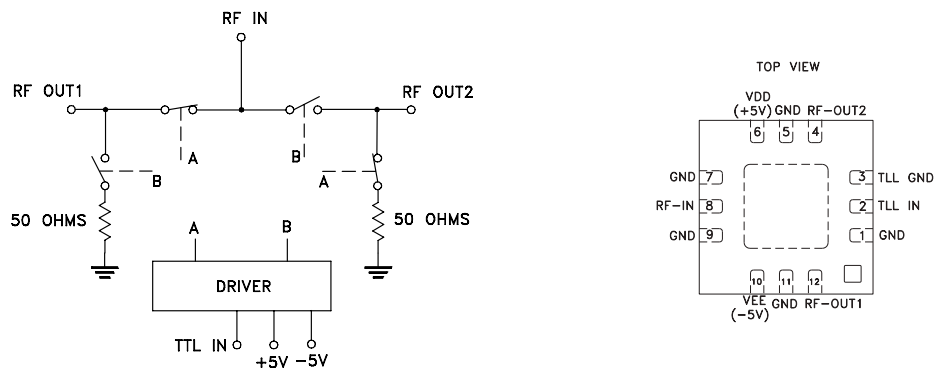 RF IN
RF OUT1
RF OUT2
A
B
B
A
50 OHMS
50 OHMS
A
B
DRIVER
TTL IN
+5V
-5V
TOP VIEW
VDD
(+5V)
GND
RF-OUT2
6
5
4
GND
7
3
TLL GND
RF-IN
8
2
TLL IN
GND
9
1
GND
10
11
12
VEE
(-5V)
GND
RF-OUT1